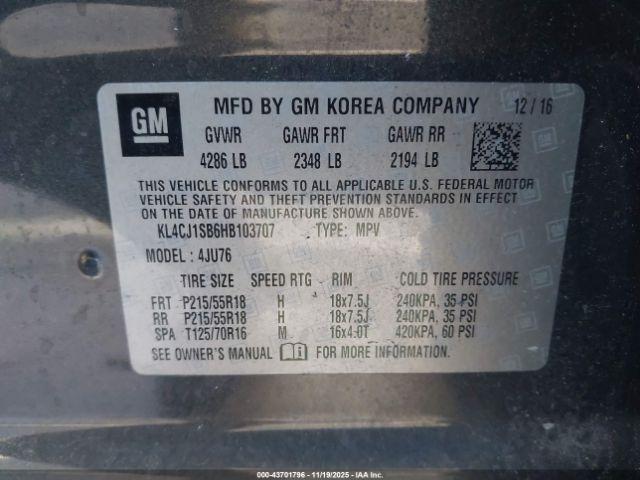 GM MFD BY GM KOREA COMPANY 12/16
GVWR GAWR FRT GAWR RR
4286 LB 2348 LB 2194 LB
THIS VEHICLE CONFORMS TO ALL APPLICABLE U.S. FEDERAL MOTOR
VEHICLE SAFETY AND THEFT PREVENTION STANDARDS IN EFFECT
ON THE DATE OF MANUFACTURE SHOWN ABOVE.
KL4CJ1SB6HB103707 TYPE: MPV
MODEL: 4JU76
TIRE SIZE SPEED RTG RIM COLD TIRE PRESSURE
FRT P215/55R18 H 18x7.5J 240KPA, 35 PSI
RR P215/55R18 H 18x7.5J 240KPA, 35 PSI
SPA T125/70R16 M 16x4.0T 420KPA, 60 PSI
SEE OWNER'S MANUAL FOR MORE INFORMATION.
000-43701796 - 11/19/2025 - IAAI.com